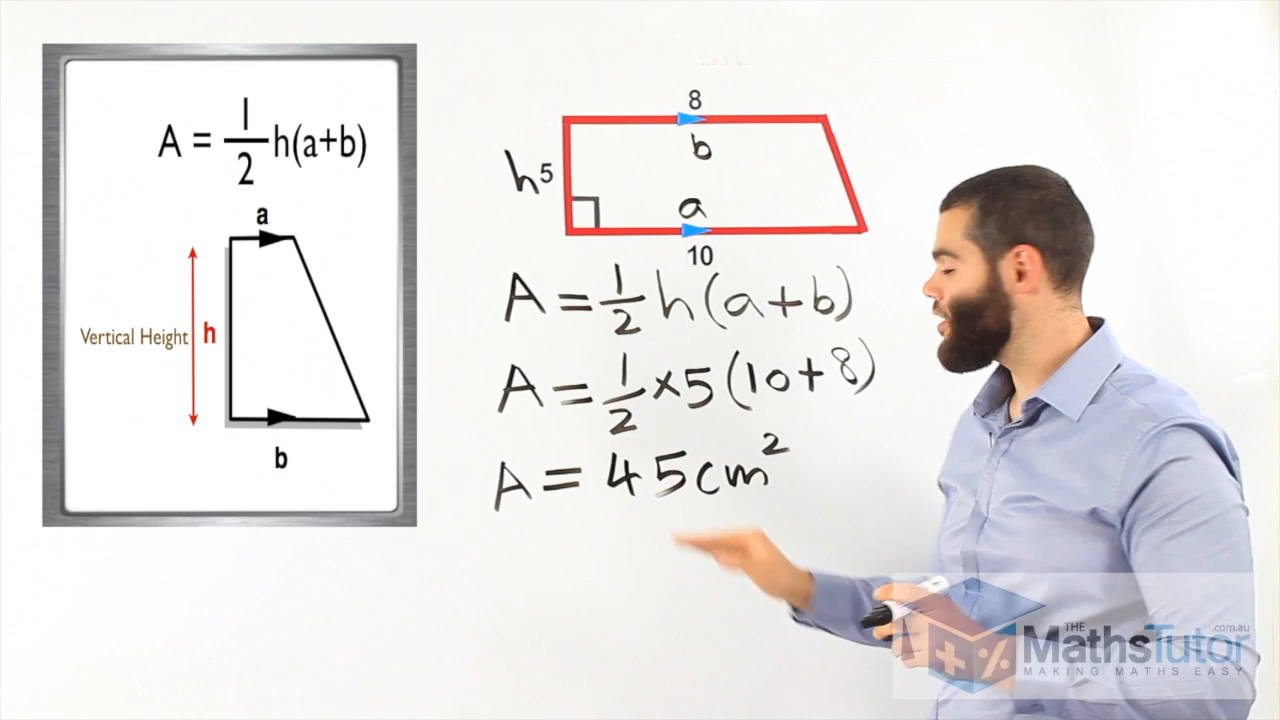 A = 1/2 h(a+b)
a
Vertical Height h
b
8
b
h 5
a
10
A = 1/2 h(a+b)
A = 1/2 × 5(10+8)
A = 45cm²
THE
MathsTutor .com.au
MAKING MATHS EASY